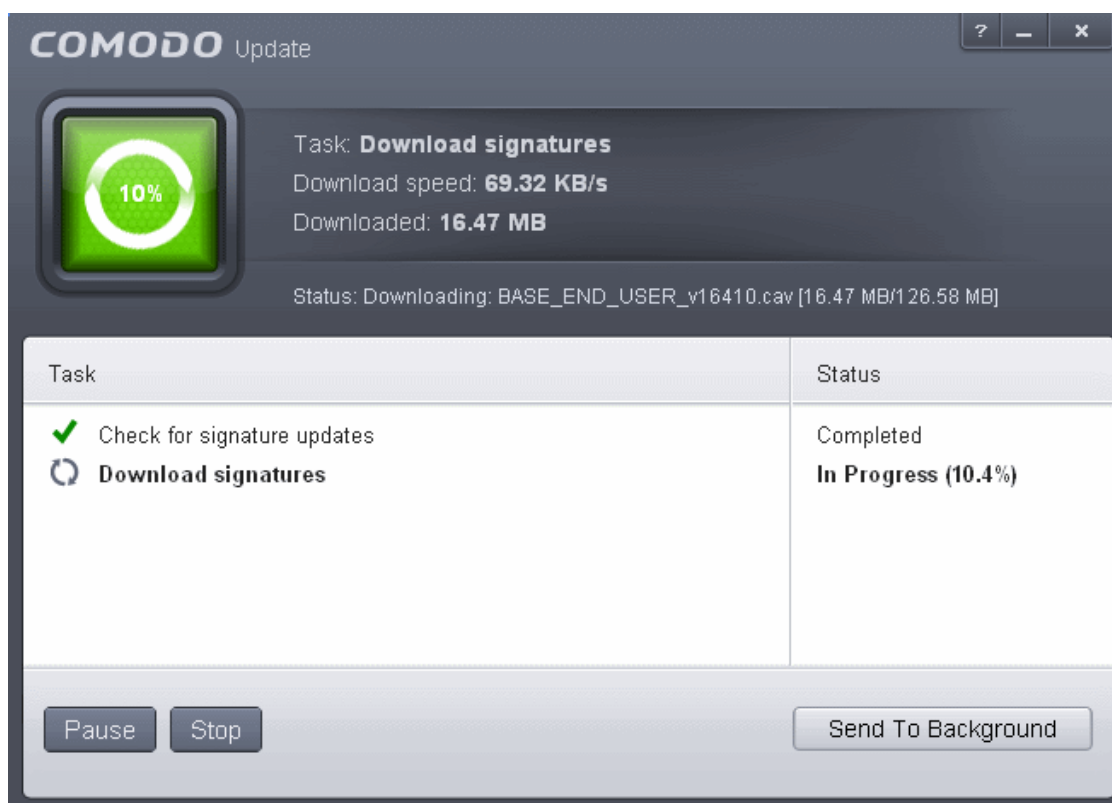 COMODO Update
? _ x
10%
Task: Download signatures
Download speed: 69.32 KB/s
Downloaded: 16.47 MB
Status: Downloading: BASE_END_USER_v16410.cav [16.47 MB/126.58 MB]
Task Status
Check for signature updates Completed
Download signatures In Progress (10.4%)
Pause Stop Send To Background